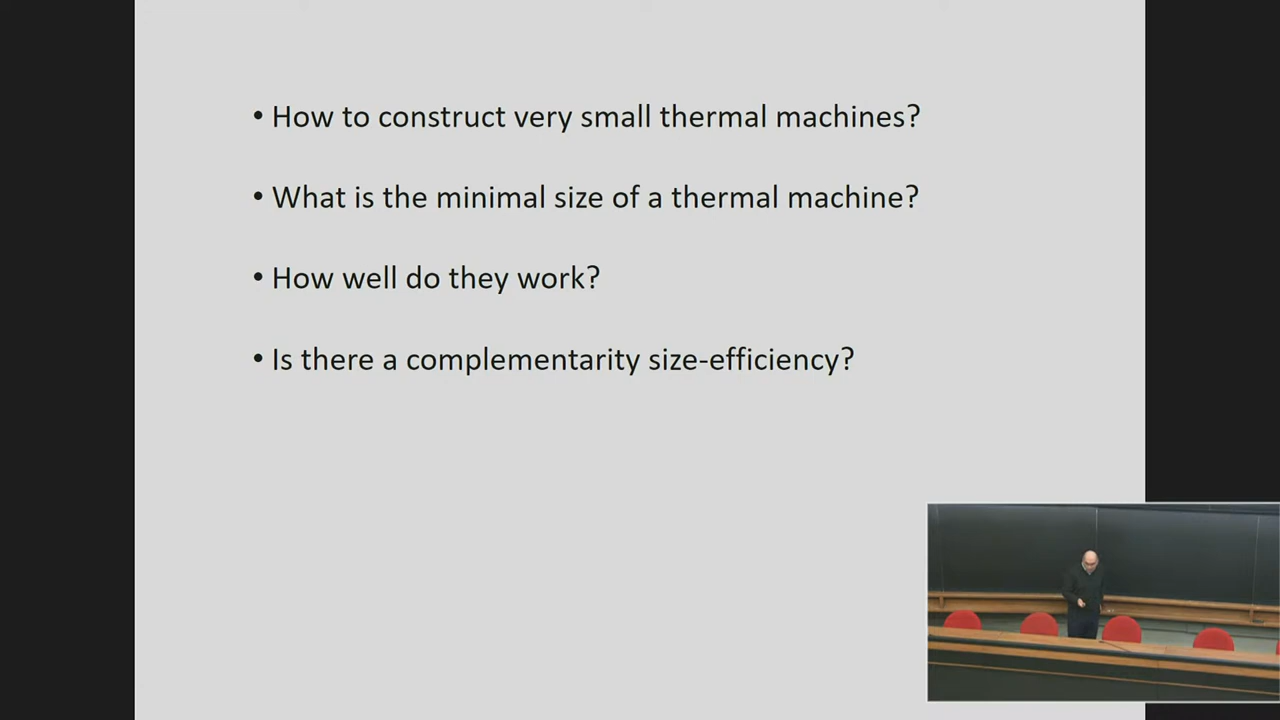 • How to construct very small thermal machines?
• What is the minimal size of a thermal machine?
• How well do they work?
• Is there a complementarity size-efficiency?